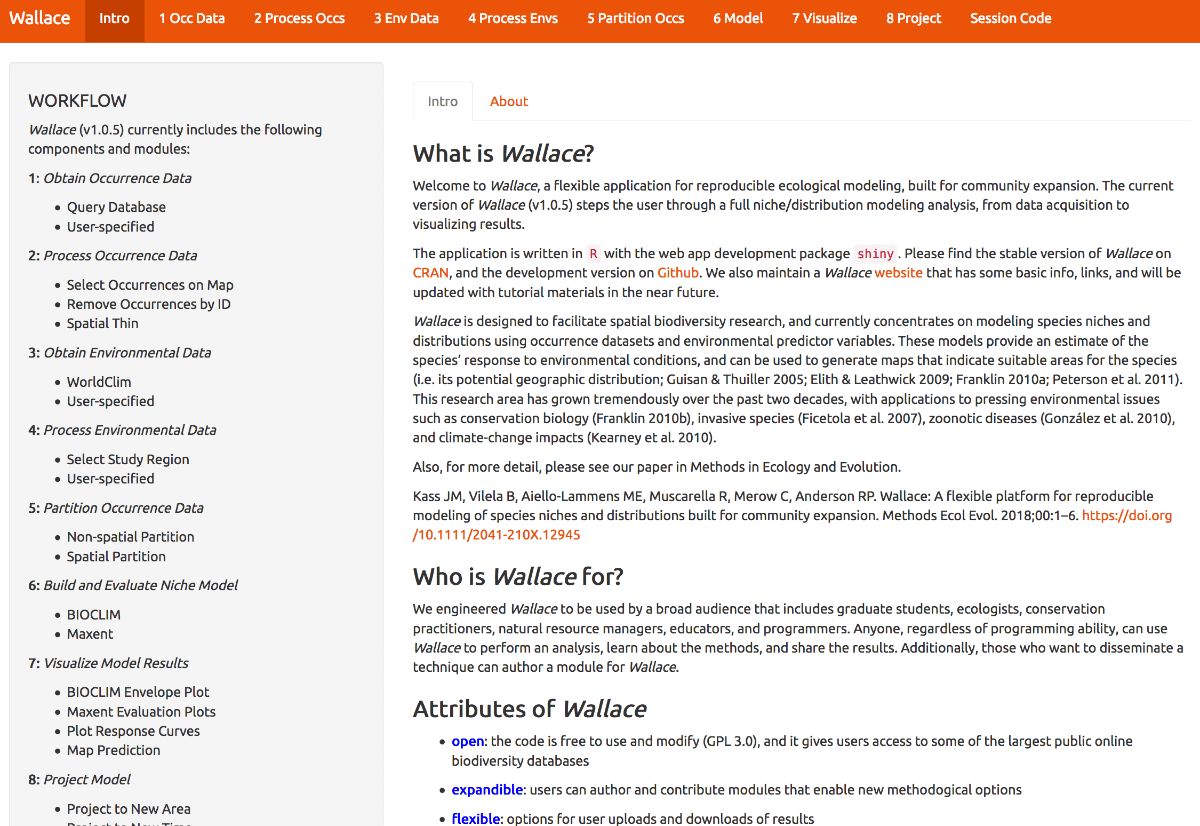 Wallace Intro 1 Occ Data 2 Process Occs 3 Env Data 4 Process Envs 5 Partition Occs 6 Model 7 Visualize 8 Project Session Code
WORKFLOW
Wallace (v1.0.5) currently includes the following
components and modules:
1: Obtain Occurrence Data
• Query Database
• User-specified
2: Process Occurrence Data
• Select Occurrences on Map
• Remove Occurrences by ID
• Spatial Thin
3: Obtain Environmental Data
• WorldClim
• User-specified
4: Process Environmental Data
• Select Study Region
• User-specified
5: Partition Occurrence Data
• Non-spatial Partition
• Spatial Partition
6: Build and Evaluate Niche Model
• BIOCLIM
• Maxent
7: Visualize Model Results
• BIOCLIM Envelope Plot
• Maxent Evaluation Plots
• Plot Response Curves
• Map Prediction
8: Project Model
• Project to New Area
• Project to New Time
Intro About
What is Wallace?
Welcome to Wallace, a flexible application for reproducible ecological modeling, built for community expansion. The current
version of Wallace (v1.0.5) steps the user through a full niche/distribution modeling analysis, from data acquisition to
visualizing results.
The application is written in R with the web app development package shiny. Please find the stable version of Wallace on
CRAN, and the development version on Github. We also maintain a Wallace website that has some basic info, links, and will be
updated with tutorial materials in the near future.
Wallace is designed to facilitate spatial biodiversity research, and currently concentrates on modeling species niches and
distributions using occurrence datasets and environmental predictor variables. These models provide an estimate of the
species’ response to environmental conditions, and can be used to generate maps that indicate suitable areas for the species
(i.e. its potential geographic distribution; Guisan & Thuiller 2005; Elith & Leathwick 2009; Franklin 2010a; Peterson et al. 2011).
This research area has grown tremendously over the past two decades, with applications to pressing environmental issues
such as conservation biology (Franklin 2010b), invasive species (Ficetola et al. 2007), zoonotic diseases (González et al. 2010),
and climate-change impacts (Kearney et al. 2010).
Also, for more detail, please see our paper in Methods in Ecology and Evolution.
Kass JM, Vilela B, Aiello-Lammens ME, Muscarella R, Merow C, Anderson RP. Wallace: A flexible platform for reproducible
modeling of species niches and distributions built for community expansion. Methods Ecol Evol. 2018;00:1–6. https://doi.org
/10.1111/2041-210X.12945
Who is Wallace for?
We engineered Wallace to be used by a broad audience that includes graduate students, ecologists, conservation
practitioners, natural resource managers, educators, and programmers. Anyone, regardless of programming ability, can use
Wallace to perform an analysis, learn about the methods, and share the results. Additionally, those who want to disseminate a
technique can author a module for Wallace.
Attributes of Wallace
• open: the code is free to use and modify (GPL 3.0), and it gives users access to some of the largest public online
biodiversity databases
• expandible: users can author and contribute modules that enable new methodogical options
• flexible: options for user uploads and downloads of results